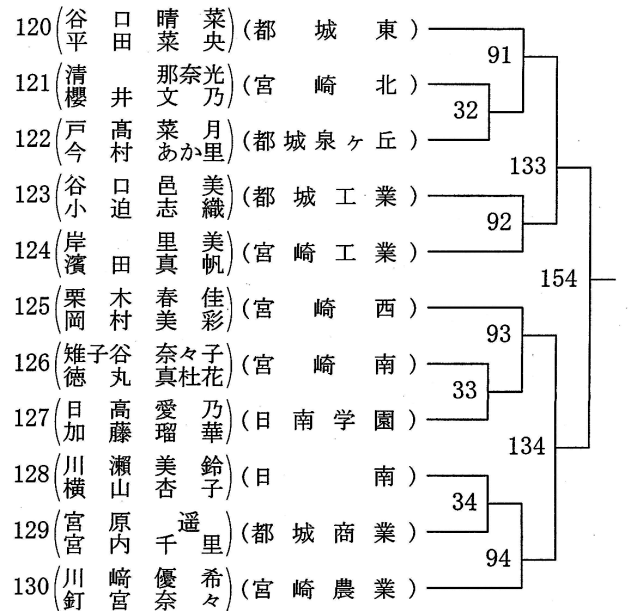 120(谷口晴菜 平田菜央)(都城東)
91
121(清那奈光 櫻井文乃)(宮崎北)
32
122(戸髙菜月 今村あか里)(都城泉ヶ丘)
133
123(谷口邑美 小迫志織)(都城工業)
92
124(岸里美 濱田真帆)(宮崎工業)
154
125(栗木春佳 岡村美彩)(宮崎西)
93
126(雉子谷奈々子 徳丸真杜花)(宮崎南)
33
127(日髙愛乃 加藤瑠華)(日南学園)
134
128(川瀬美鈴 横山杏子)(日南)
34
129(宮原遥 宮内千里)(都城商業)
94
130(川﨑優希 釘宮奈々)(宮崎農業)